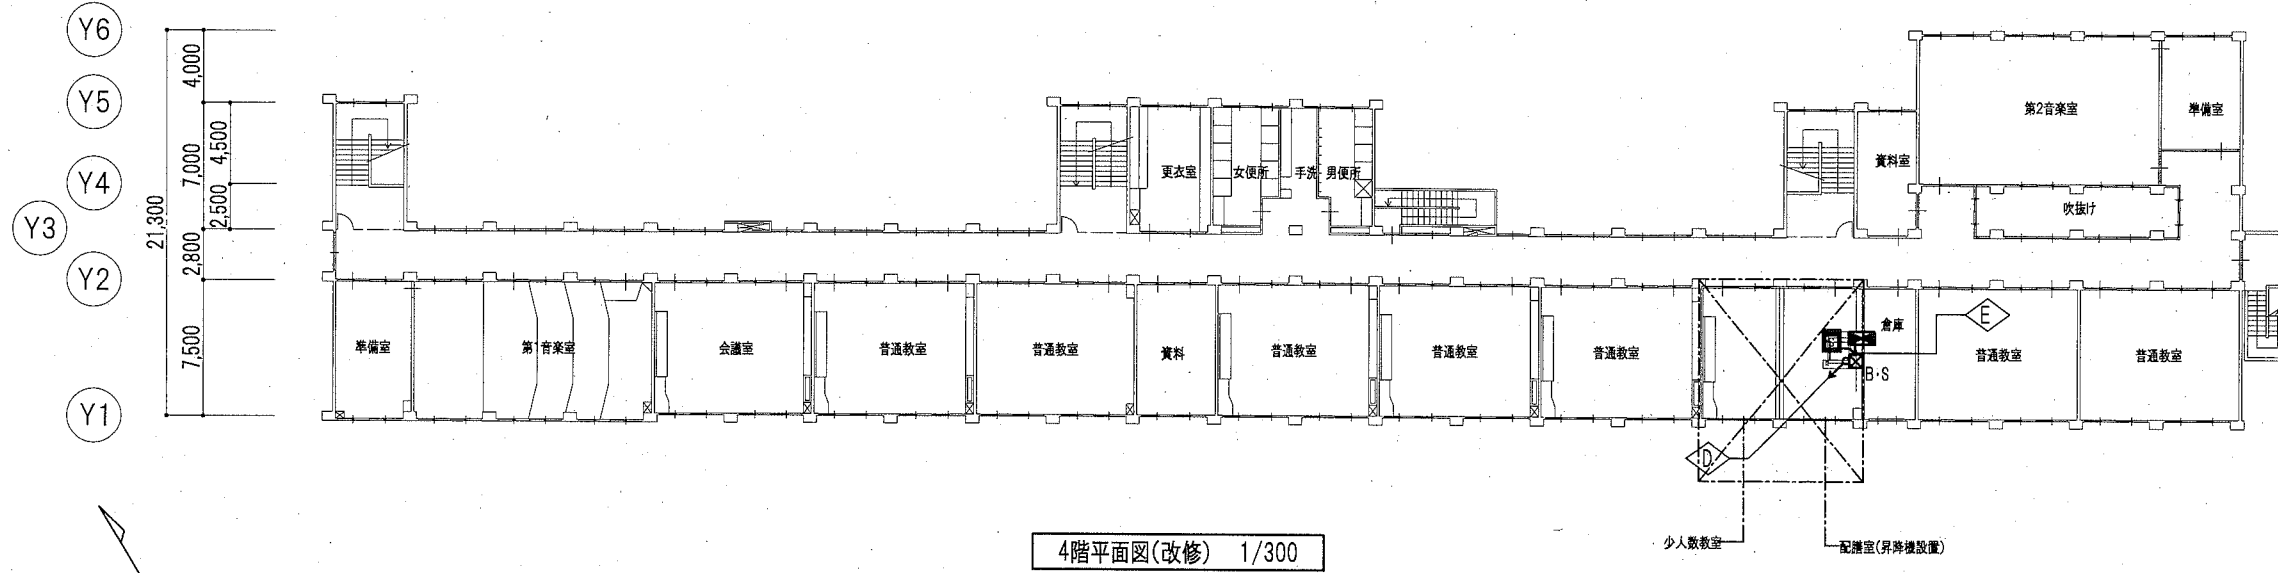 Y6
Y5
Y4
Y3
Y2
Y1
4,000
7,000
4,500
2,500
21,300
2,800
7,500
第2音楽室
準備室
資料室
吹抜け
更衣室
女便所
手洗
男便所
準備室
第1音楽室
会議室
普通教室
普通教室
資料
普通教室
普通教室
普通教室
倉庫
E
B・S
普通教室
普通教室
D
少人数教室
配膳室(昇降機設置)
4階平面図(改修) 1/300